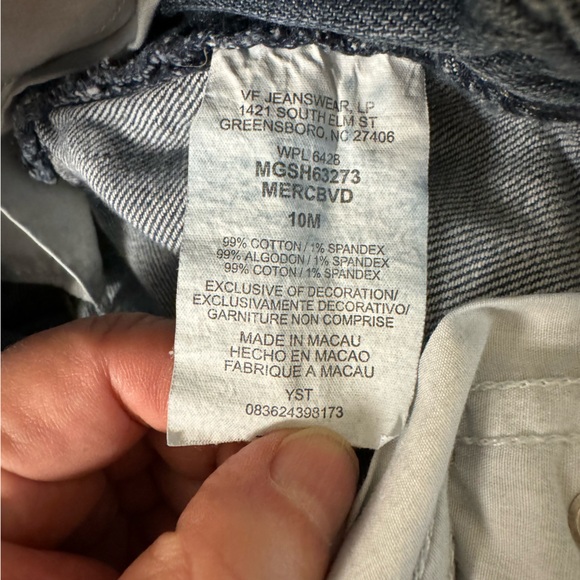 VF JEANSWEAR, LP
1421 SOUTH ELM ST
GREENSBORO, NC 27406
WPL 6428
MGSH63273
MERCBVD
10M
99% COTTON / 1% SPANDEX
99% ALGODON / 1% SPANDEX
99% COTON / 1% SPANDEX
EXCLUSIVE OF DECORATION/
EXCLUSIVAMENTE DECORATIVO/
GARNITURE NON COMPRISE
MADE IN MACAU
HECHO EN MACAO
FABRIQUE A MACAU
YST
083624398173